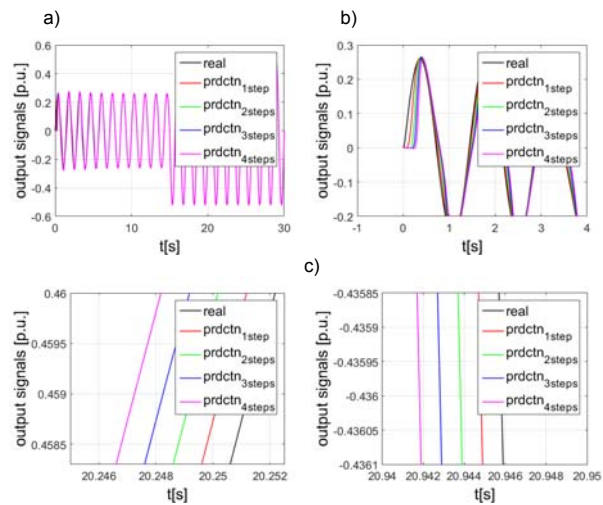 a)
output signals [p.u.]
0.6
0.4
0.2
0
-0.2
-0.4
-0.6
0
10
20
30
t[s]
real
prdctn1step
prdctn2steps
prdctn3steps
prdctn4steps
b)
output signals [p.u.]
0.3
0.2
0.1
0
-0.1
-0.2
-1
0
1
2
3
4
t[s]
real
prdctn1step
prdctn2steps
prdctn3steps
prdctn4steps
c)
output signals [p.u.]
0.46
0.4595
0.459
0.4585
20.246
20.248
20.25
20.252
t[s]
real
prdctn1step
prdctn2steps
prdctn3steps
prdctn4steps
output signals [p.u.]
-0.43585
-0.4359
-0.43595
-0.436
-0.43605
-0.4361
20.94
20.942
20.944
20.946
20.948
20.95
t[s]
real
prdctn1step
prdctn2steps
prdctn3steps
prdctn4steps